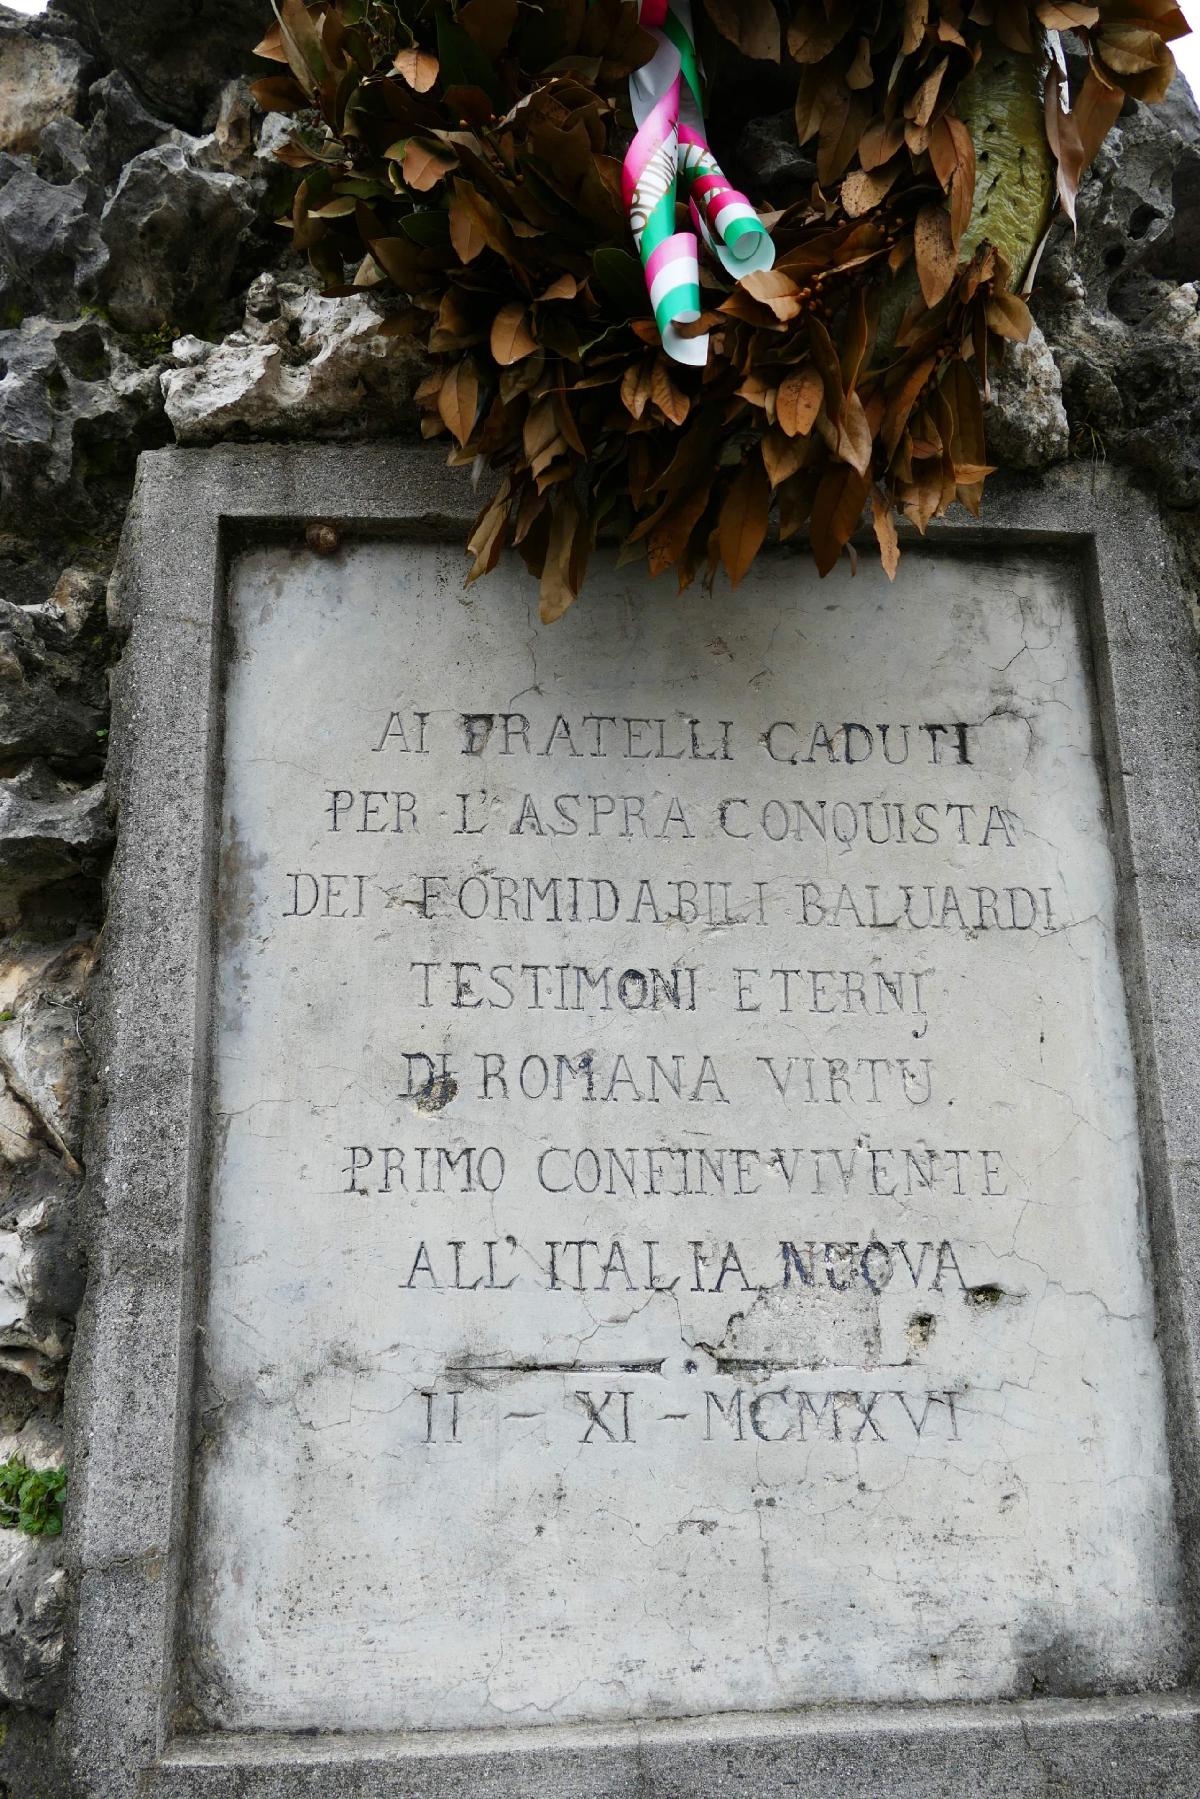 AI FRATELLI CADUTI
PER L'ASPRA CONQUISTA
DEI FORMIDABILI BALUARDI
TESTIMONI ETERNI
DI ROMANA VIRTU.
PRIMO CONFINE VIVENTE
ALL'ITALIA NUOVA
II - XI - MCMXVI